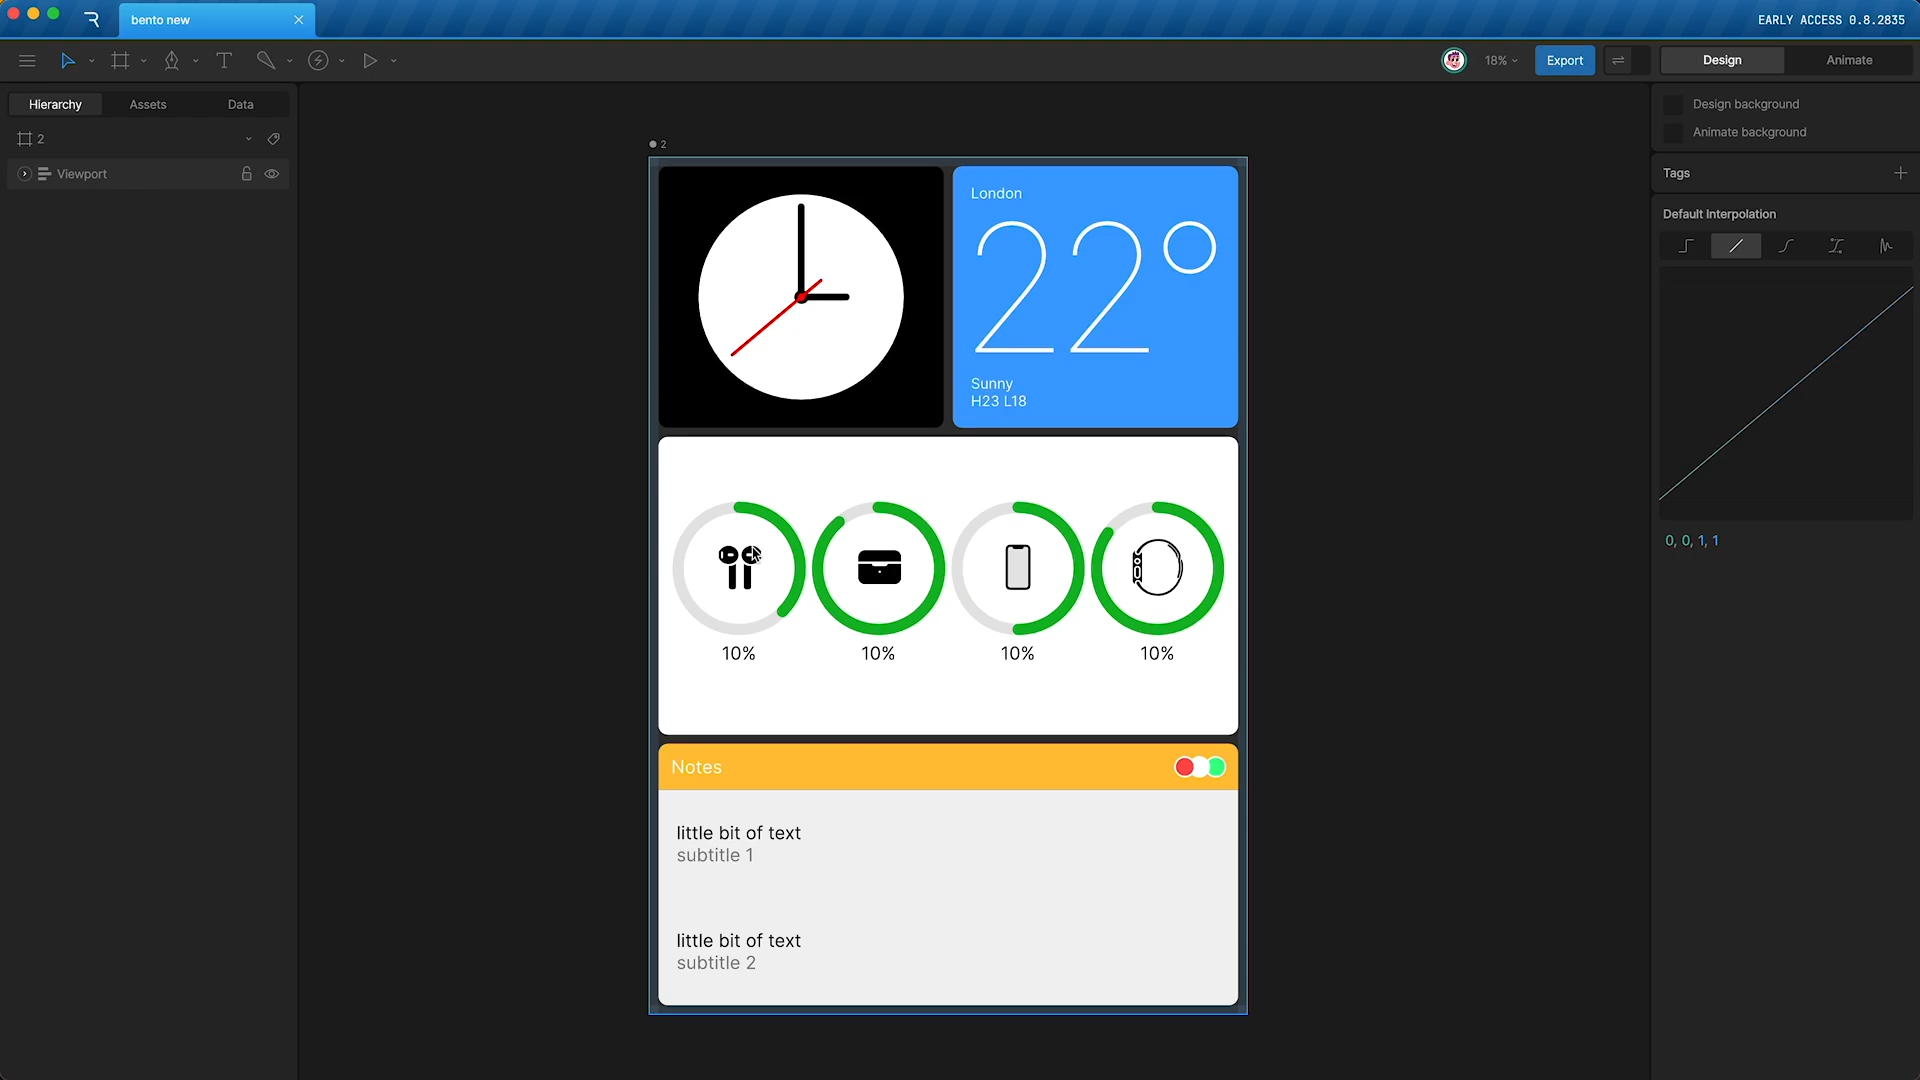 bento new
EARLY ACCESS 0.8.2835
18%
Export
Design
Animate
Hierarchy
Assets
Data
2
Viewport
2
London
22°
Sunny
H23 L18
10%
10%
10%
10%
Notes
little bit of text
subtitle 1
little bit of text
subtitle 2
Design background
Animate background
Tags
Default Interpolation
0, 0, 1, 1